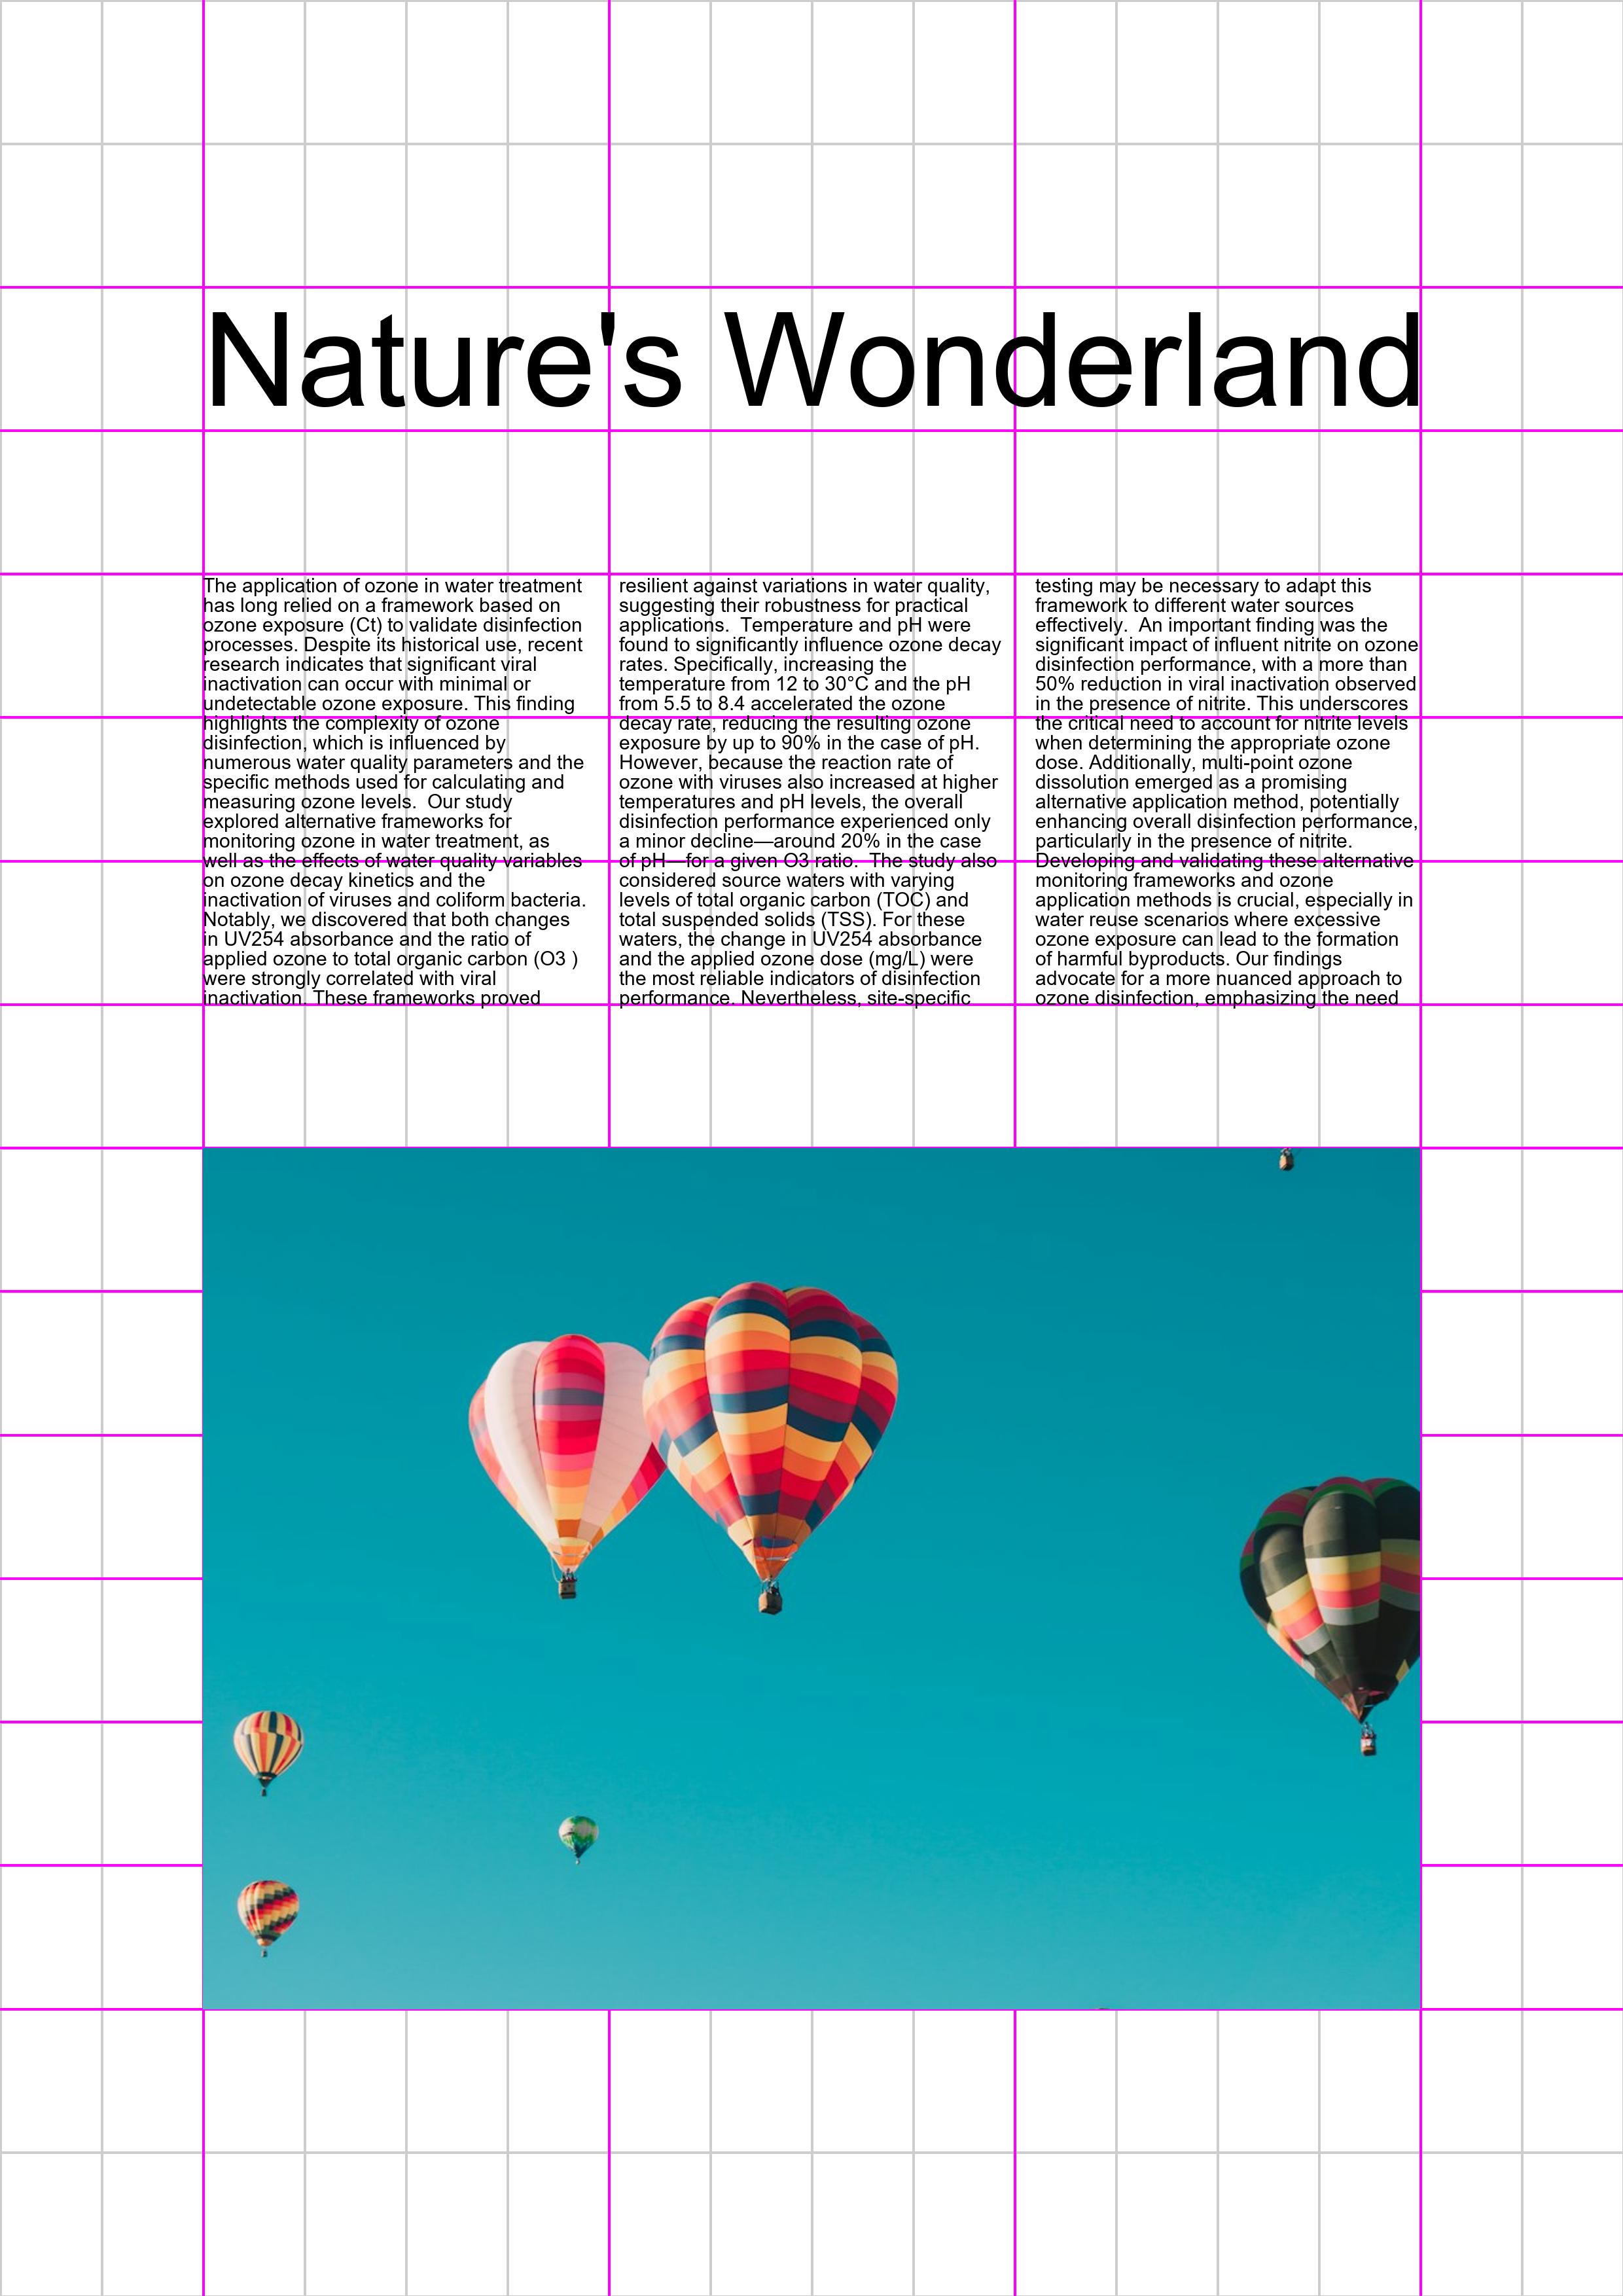 Nature's Wonderland
The application of ozone in water treatment
has long relied on a framework based on
ozone exposure (Ct) to validate disinfection
processes. Despite its historical use, recent
research indicates that significant viral
inactivation can occur with minimal or
undetectable ozone exposure. This finding
highlights the complexity of ozone
disinfection, which is influenced by
numerous water quality parameters and the
specific methods used for calculating and
measuring ozone levels.  Our study
explored alternative frameworks for
monitoring ozone in water treatment, as
well as the effects of water quality variables
on ozone decay kinetics and the
inactivation of viruses and coliform bacteria.
Notably, we discovered that both changes
in UV254 absorbance and the ratio of
applied ozone to total organic carbon (O3 )
were strongly correlated with viral
inactivation. These frameworks proved
resilient against variations in water quality,
suggesting their robustness for practical
applications.  Temperature and pH were
found to significantly influence ozone decay
rates. Specifically, increasing the
temperature from 12 to 30°C and the pH
from 5.5 to 8.4 accelerated the ozone
decay rate, reducing the resulting ozone
exposure by up to 90% in the case of pH.
However, because the reaction rate of
ozone with viruses also increased at higher
temperatures and pH levels, the overall
disinfection performance experienced only
a minor decline—around 20% in the case
of pH—for a given O3 ratio.  The study also
considered source waters with varying
levels of total organic carbon (TOC) and
total suspended solids (TSS). For these
waters, the change in UV254 absorbance
and the applied ozone dose (mg/L) were
the most reliable indicators of disinfection
performance. Nevertheless, site-specific
testing may be necessary to adapt this
framework to different water sources
effectively.  An important finding was the
significant impact of influent nitrite on ozone
disinfection performance, with a more than
50% reduction in viral inactivation observed
in the presence of nitrite. This underscores
the critical need to account for nitrite levels
when determining the appropriate ozone
dose. Additionally, multi-point ozone
dissolution emerged as a promising
alternative application method, potentially
enhancing overall disinfection performance,
particularly in the presence of nitrite.
Developing and validating these alternative
monitoring frameworks and ozone
application methods is crucial, especially in
water reuse scenarios where excessive
ozone exposure can lead to the formation
of harmful byproducts. Our findings
advocate for a more nuanced approach to
ozone disinfection, emphasizing the need